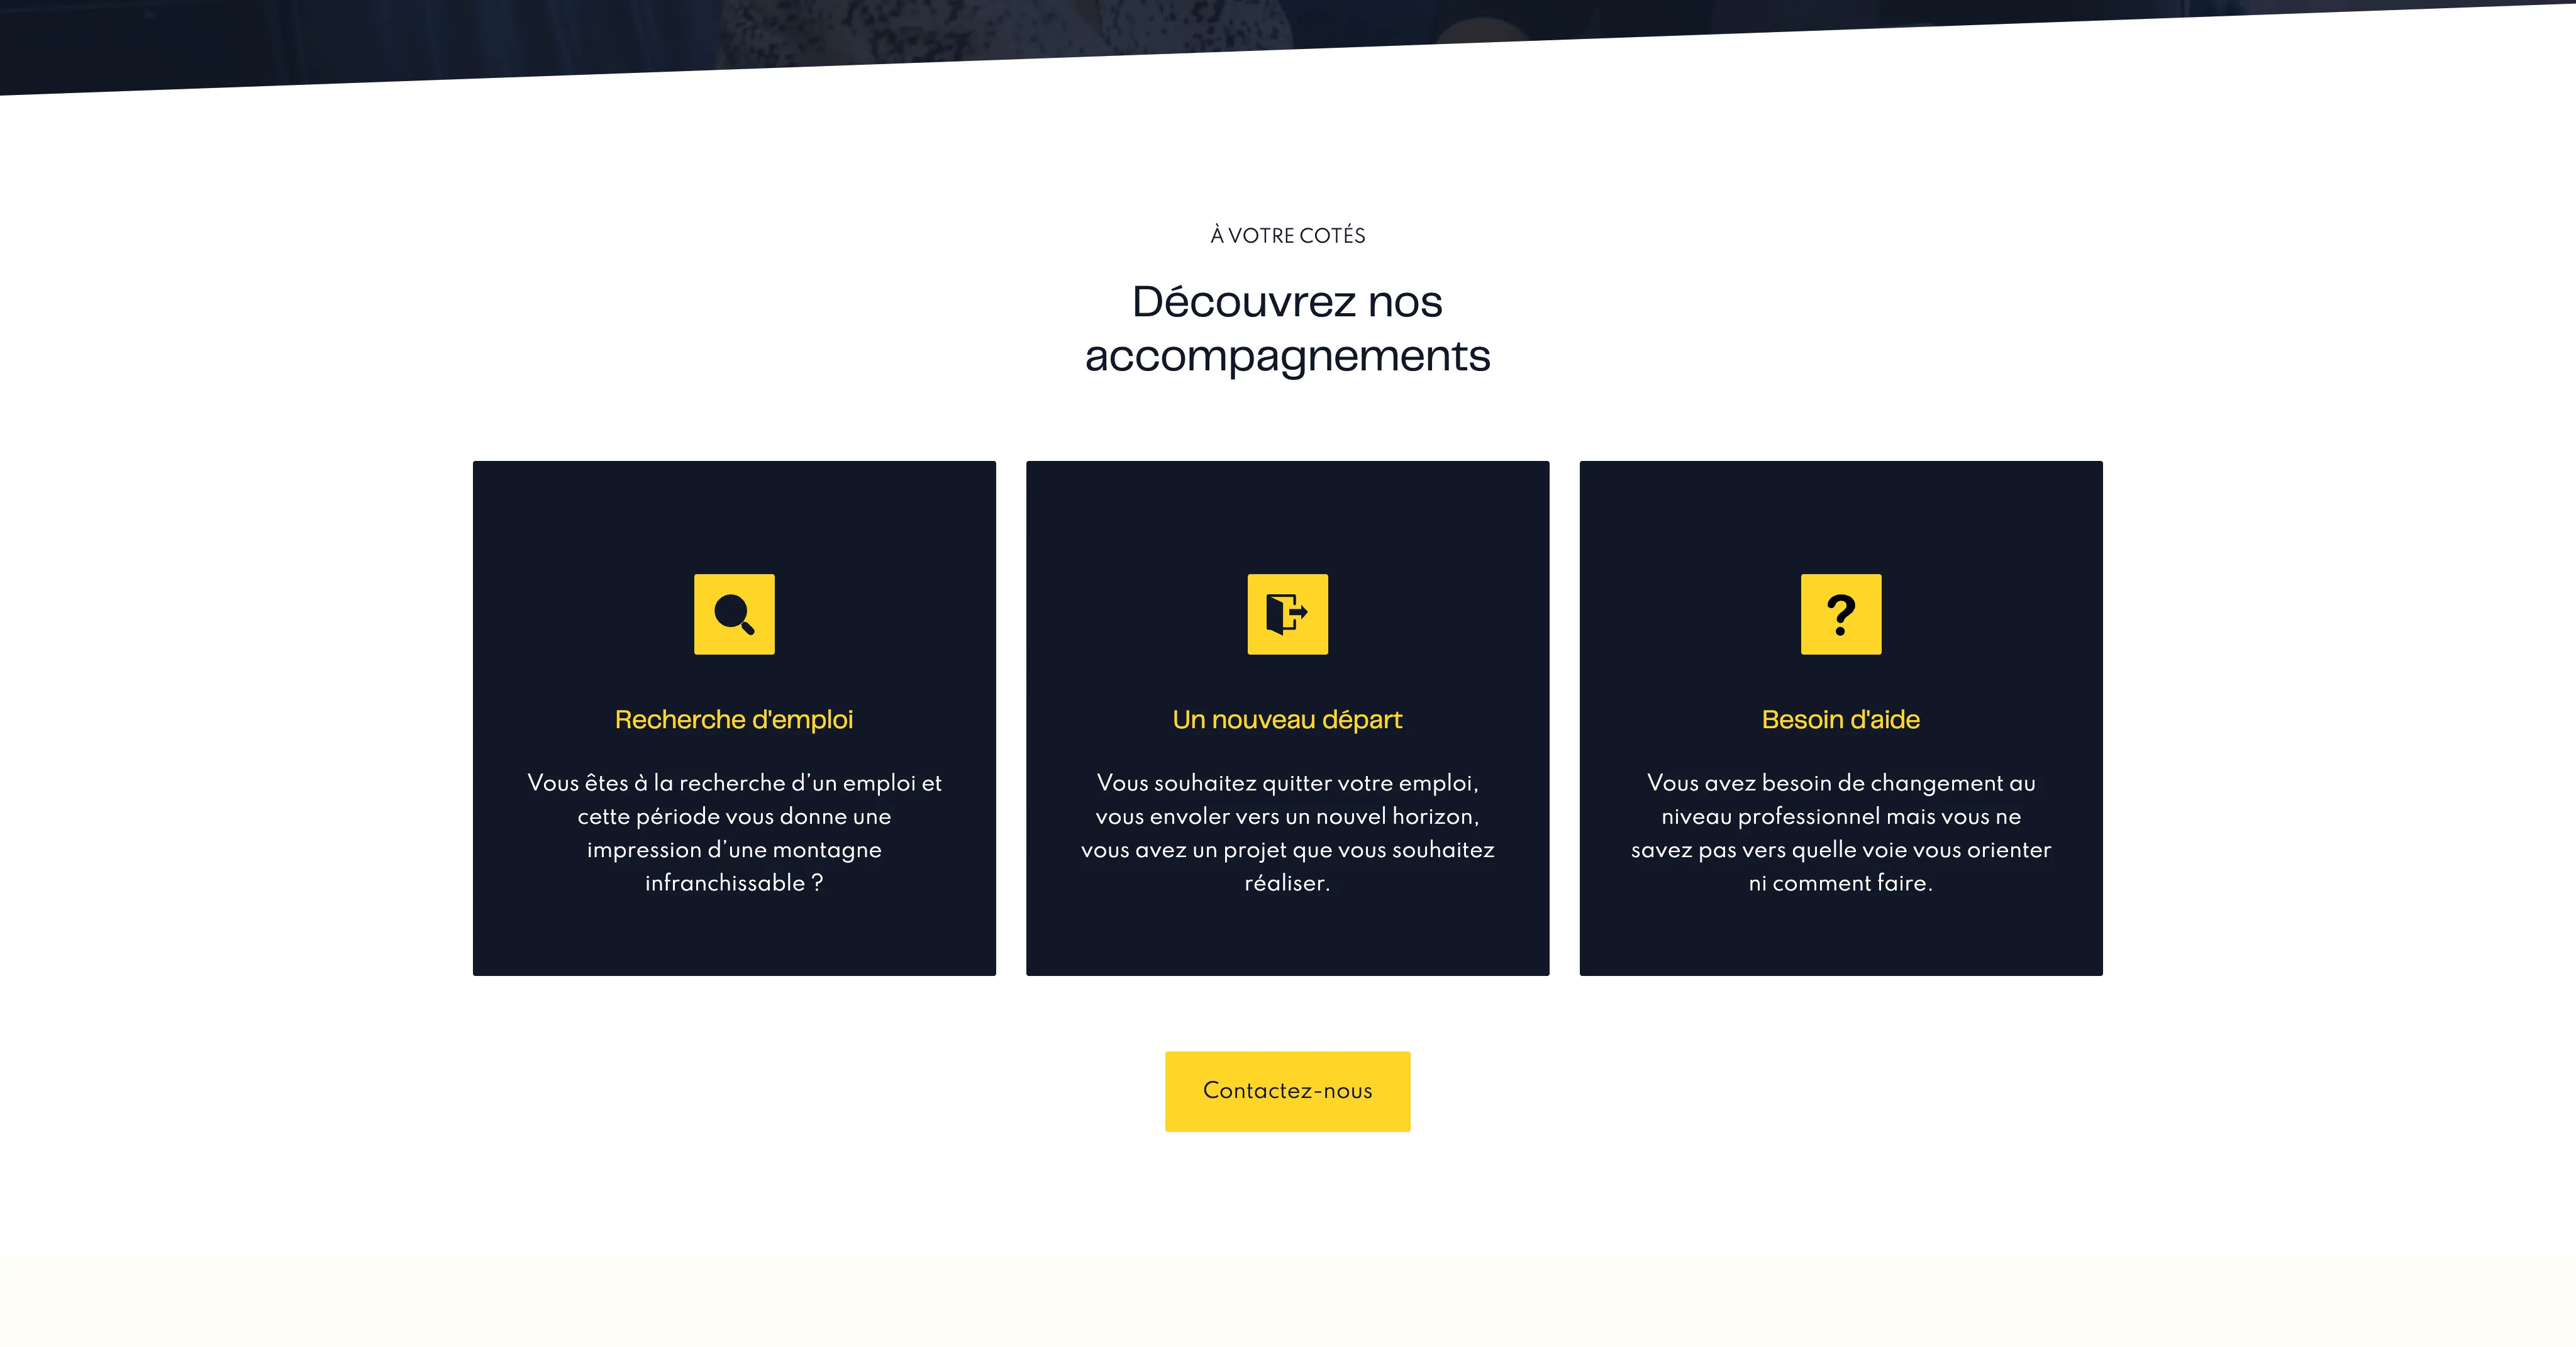 À VOTRE COTÉS
Découvrez nos
accompagnements
Recherche d'emploi
Vous êtes à la recherche d’un emploi et
cette période vous donne une
impression d’une montagne
infranchissable ?
Un nouveau départ
Vous souhaitez quitter votre emploi,
vous envoler vers un nouvel horizon,
vous avez un projet que vous souhaitez
réaliser.
Besoin d'aide
Vous avez besoin de changement au
niveau professionnel mais vous ne
savez pas vers quelle voie vous orienter
ni comment faire.
Contactez-nous